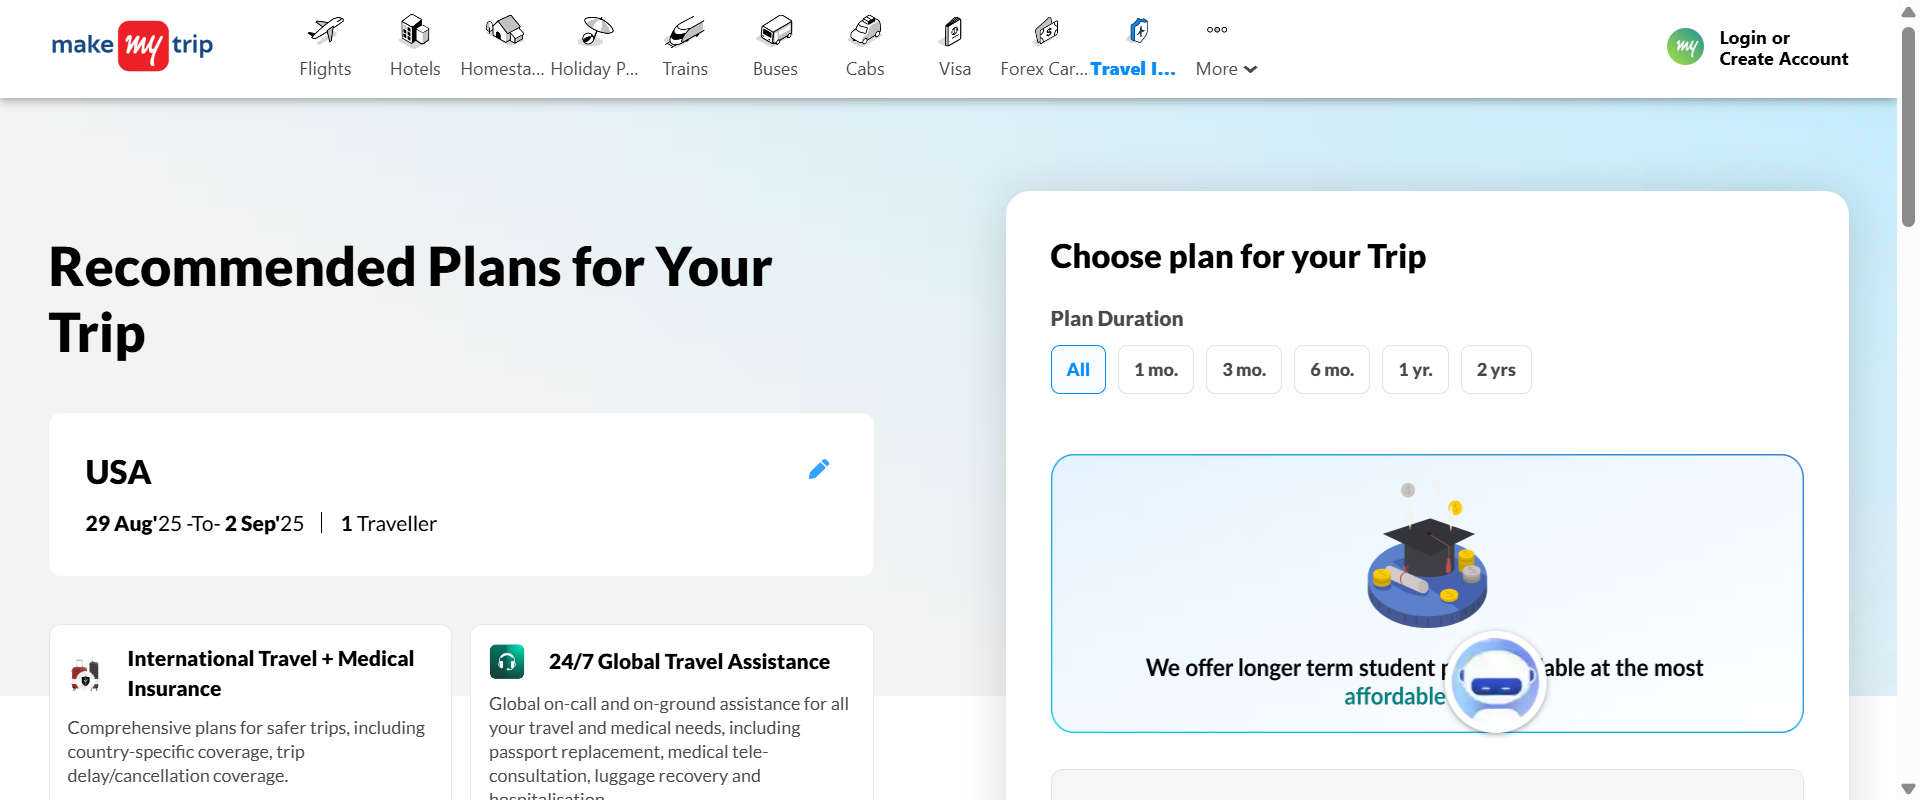 make my trip
Flights
Hotels
Homesta...
Holiday P...
Trains
Buses
Cabs
Visa
Forex Car...
Travel I...
More
my
Login or
Create Account
Recommended Plans for Your
Trip
USA
29 Aug'25 -To- 2 Sep'25
1 Traveller
International Travel + Medical
Insurance
Comprehensive plans for safer trips, including
country-specific coverage, trip
delay/cancellation coverage.
24/7 Global Travel Assistance
Global on-call and on-ground assistance for all
your travel and medical needs, including
passport replacement, medical tele-
consultation, luggage recovery and
hospitalisation
Choose plan for your Trip
Plan Duration
All
1 mo.
3 mo.
6 mo.
1 yr.
2 yrs
We offer longer term student at the most
affordable